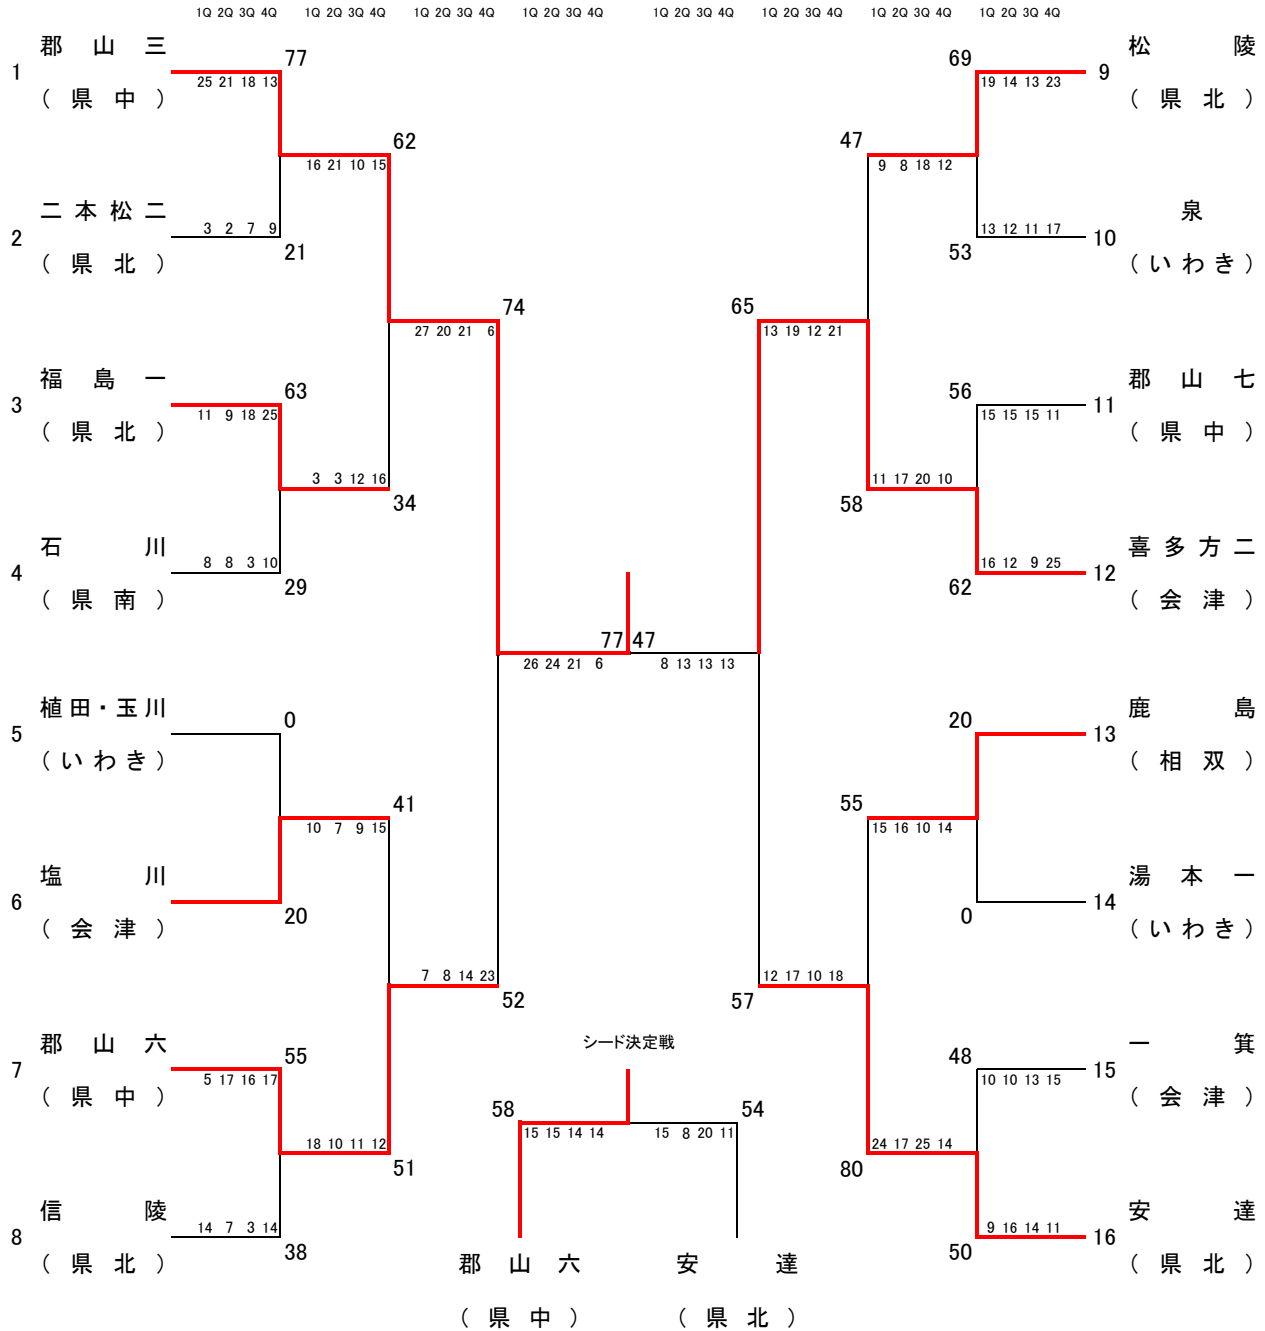 1Q 2Q 3Q 4Q 1Q 2Q 3Q 4Q 1Q 2Q 3Q 4Q 1Q 2Q 3Q 4Q 1Q 2Q 3Q 4Q 1Q 2Q 3Q 4Q 1Q 2Q 3Q 4Q 1Q 2Q 3Q 4Q
郡山三 77 69 松陵
1 25 21 18 13 19 14 13 23 9
(県中) (県北)
62 47
16 21 10 15 9 8 18 12
二本松二 泉
2 3 2 7 9 13 12 11 17 10
(県北) 21 53 (いわき)
74 65
27 20 21 6 13 19 12 21
福島一 63 56 郡山七
3 11 9 18 25 15 15 15 11 11
(県北) (県中)
3 3 12 16 11 17 20 10
34 58
石川 喜多方二
4 8 8 3 10 16 12 9 25 12
(県南) 29 62 (会津)
77 47
26 24 21 6 8 13 13 13
植田・玉川 0 20 鹿島
5 13
(いわき) (相双)
41 55
10 7 9 15 15 16 10 14
塩川 湯本一
6 14
(会津) 20 0 (いわき)
7 8 14 23 12 17 10 18
52 57
シード決定戦
郡山六 55 48 一箕
7 5 17 16 17 10 10 13 15 15
(県中) (会津)
58 54
15 15 14 14 15 8 20 11
18 10 11 12 24 17 25 14
51 80
信陵 安達
8 14 7 3 14 9 16 14 11 16
(県北) 38 50 (県北)
郡山六 安達
(県中) (県北)